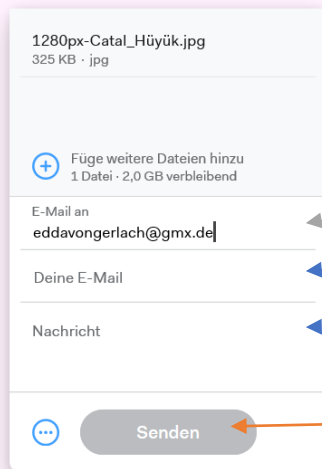 1280px-Catal_Hüyük.jpg
325 KB · jpg
Füge weitere Dateien hinzu
1 Datei · 2,0 GB verbleibend
E-Mail an
eddavongerlach@gmx.de
Deine E-Mail
Nachricht
Senden